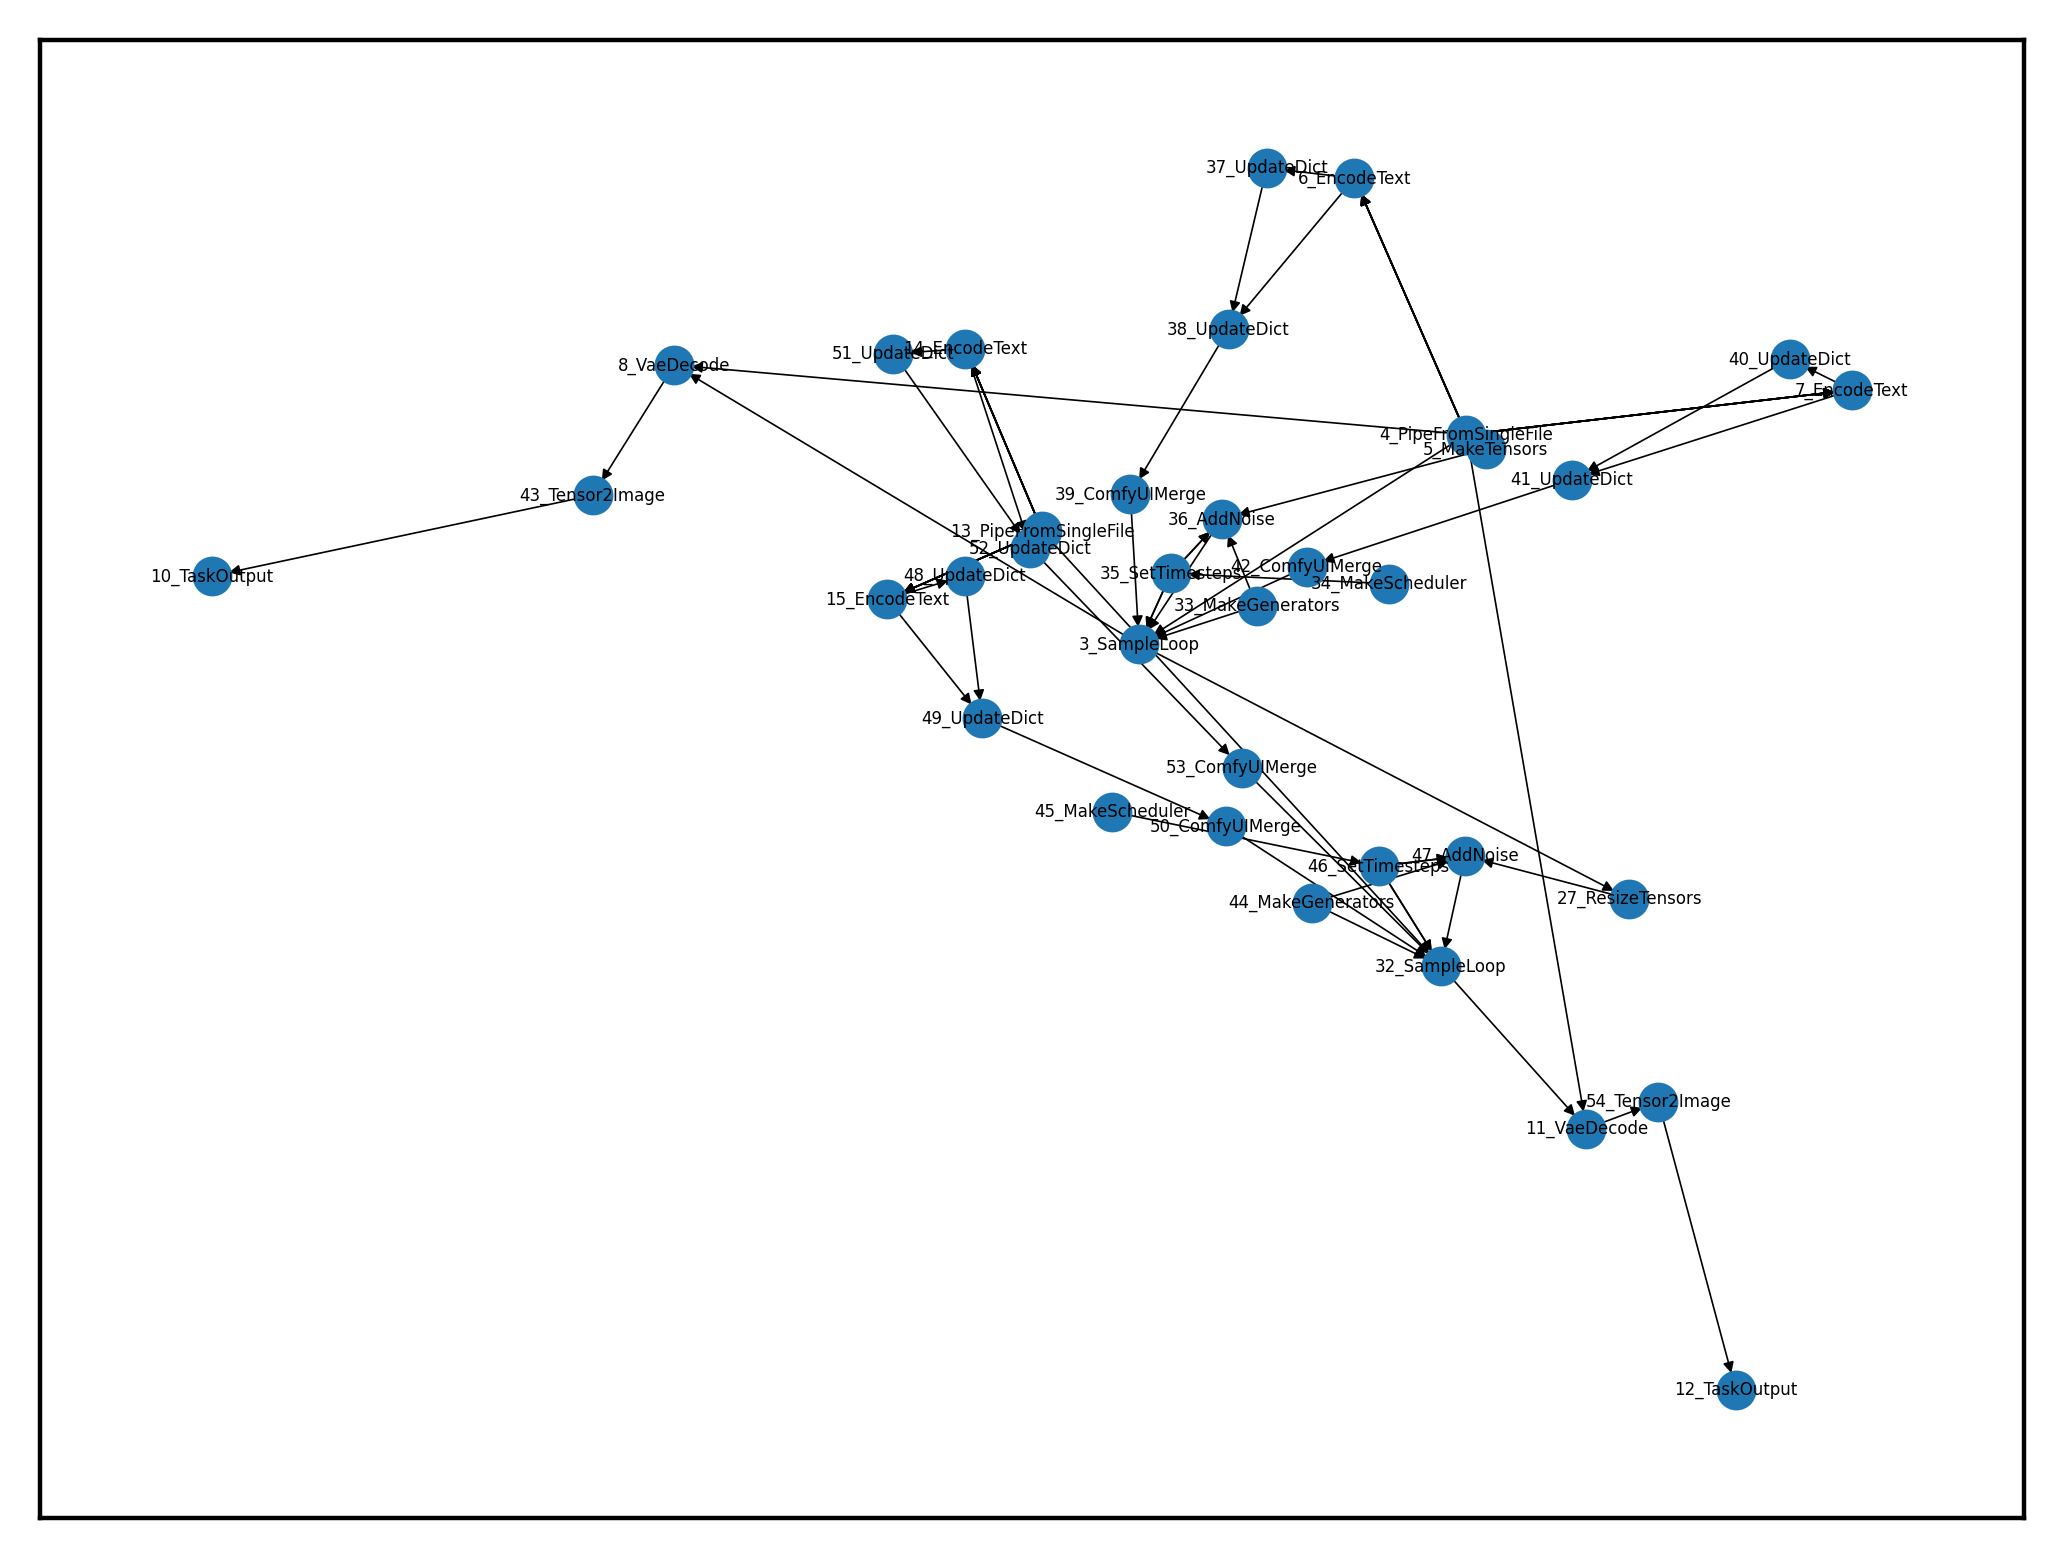 37_UpdateDict
6_EncodeText
38_UpdateDict
51_UpdateDict
14_EncodeText
8_VaeDecode
40_UpdateDict
7_EncodeText
4_PipeFromSingleFile
5_MakeTensors
41_UpdateDict
43_Tensor2Image
39_ComfyUIMerge
36_AddNoise
13_PipeFromSingleFile
52_UpdateDict
10_TaskOutput
48_UpdateDict
35_SetTimesteps
42_ComfyUIMerge
34_MakeScheduler
15_EncodeText
33_MakeGenerators
3_SampleLoop
49_UpdateDict
53_ComfyUIMerge
45_MakeScheduler
50_ComfyUIMerge
46_SetTimesteps
47_AddNoise
44_MakeGenerators
27_ResizeTensors
32_SampleLoop
54_Tensor2Image
11_VaeDecode
12_TaskOutput